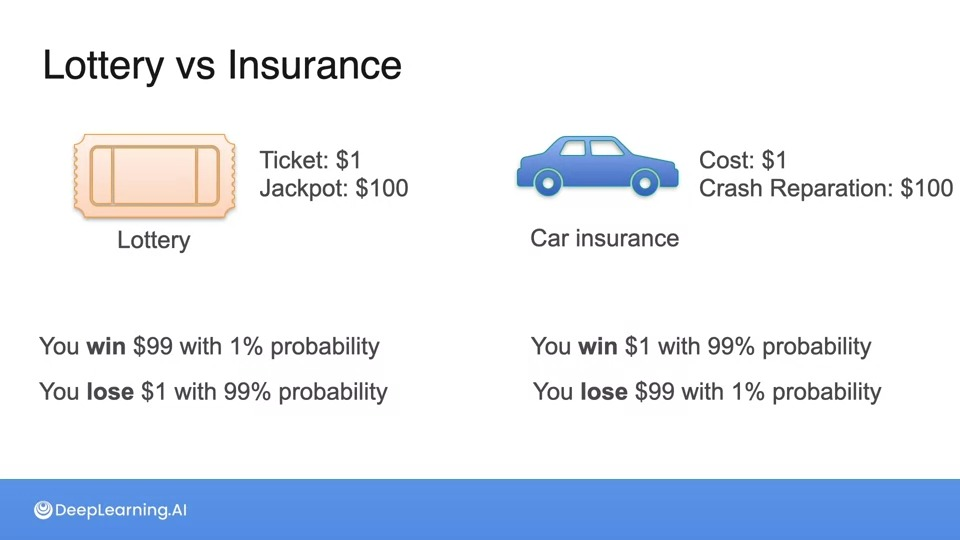 Lottery vs Insurance
Ticket: $1
Jackpot: $100
Lottery
Cost: $1
Crash Reparation: $100
Car insurance
You win $99 with 1% probability
You lose $1 with 99% probability
You win $1 with 99% probability
You lose $99 with 1% probability
DeepLearning.AI